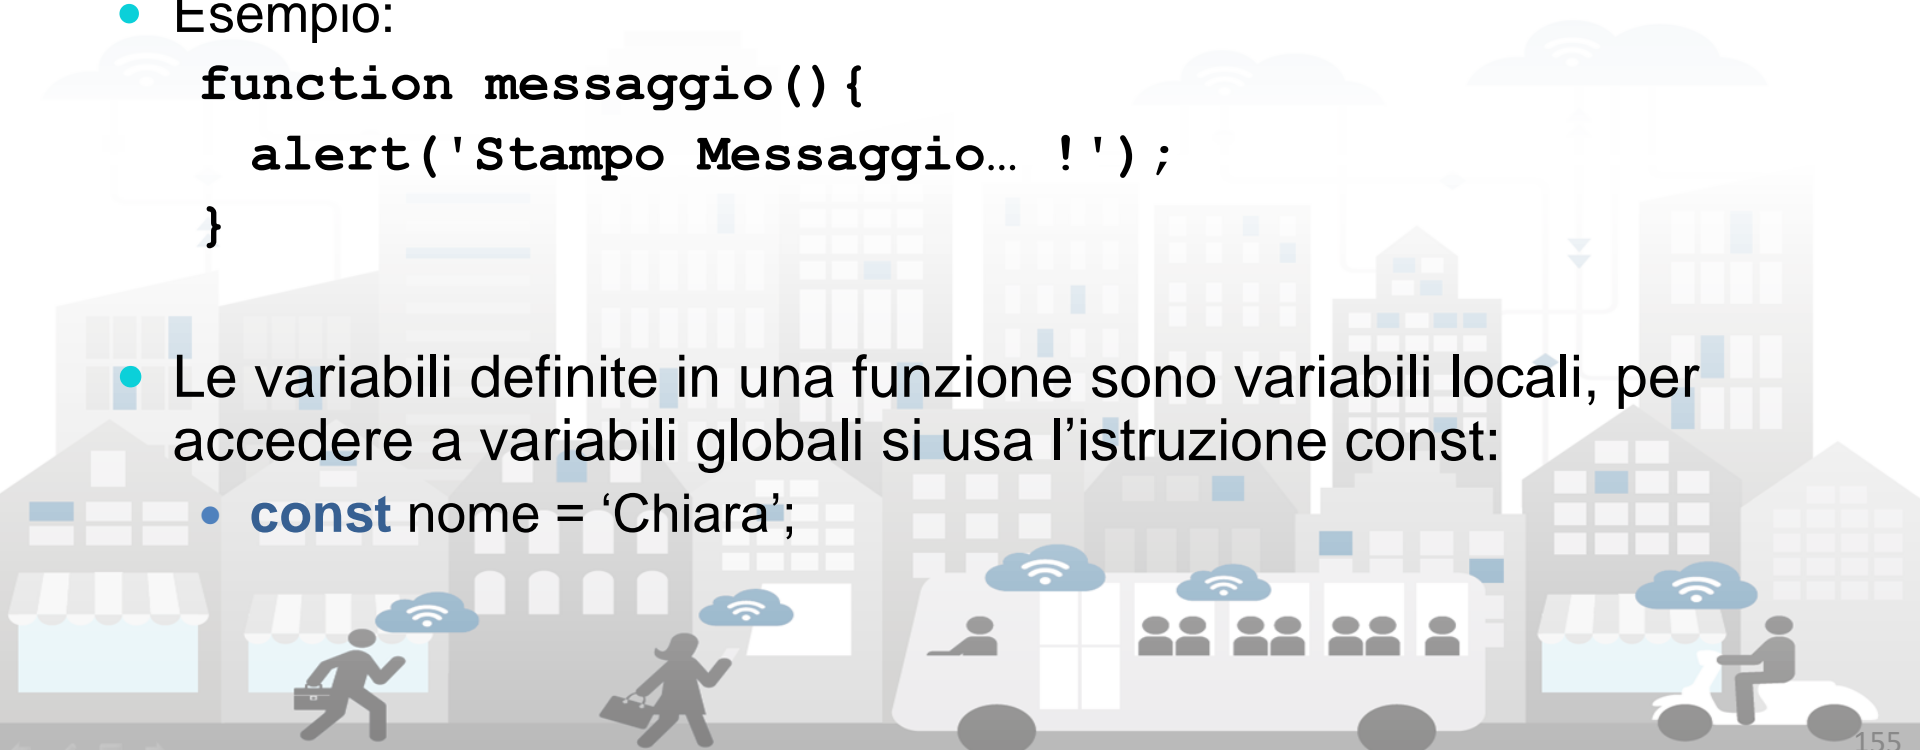 • Esempio:
function messaggio(){
alert('Stampo Messaggio… !');
}
• Le variabili definite in una funzione sono variabili locali, per
accedere a variabili globali si usa l’istruzione const:
• const nome = ‘Chiara’;
155